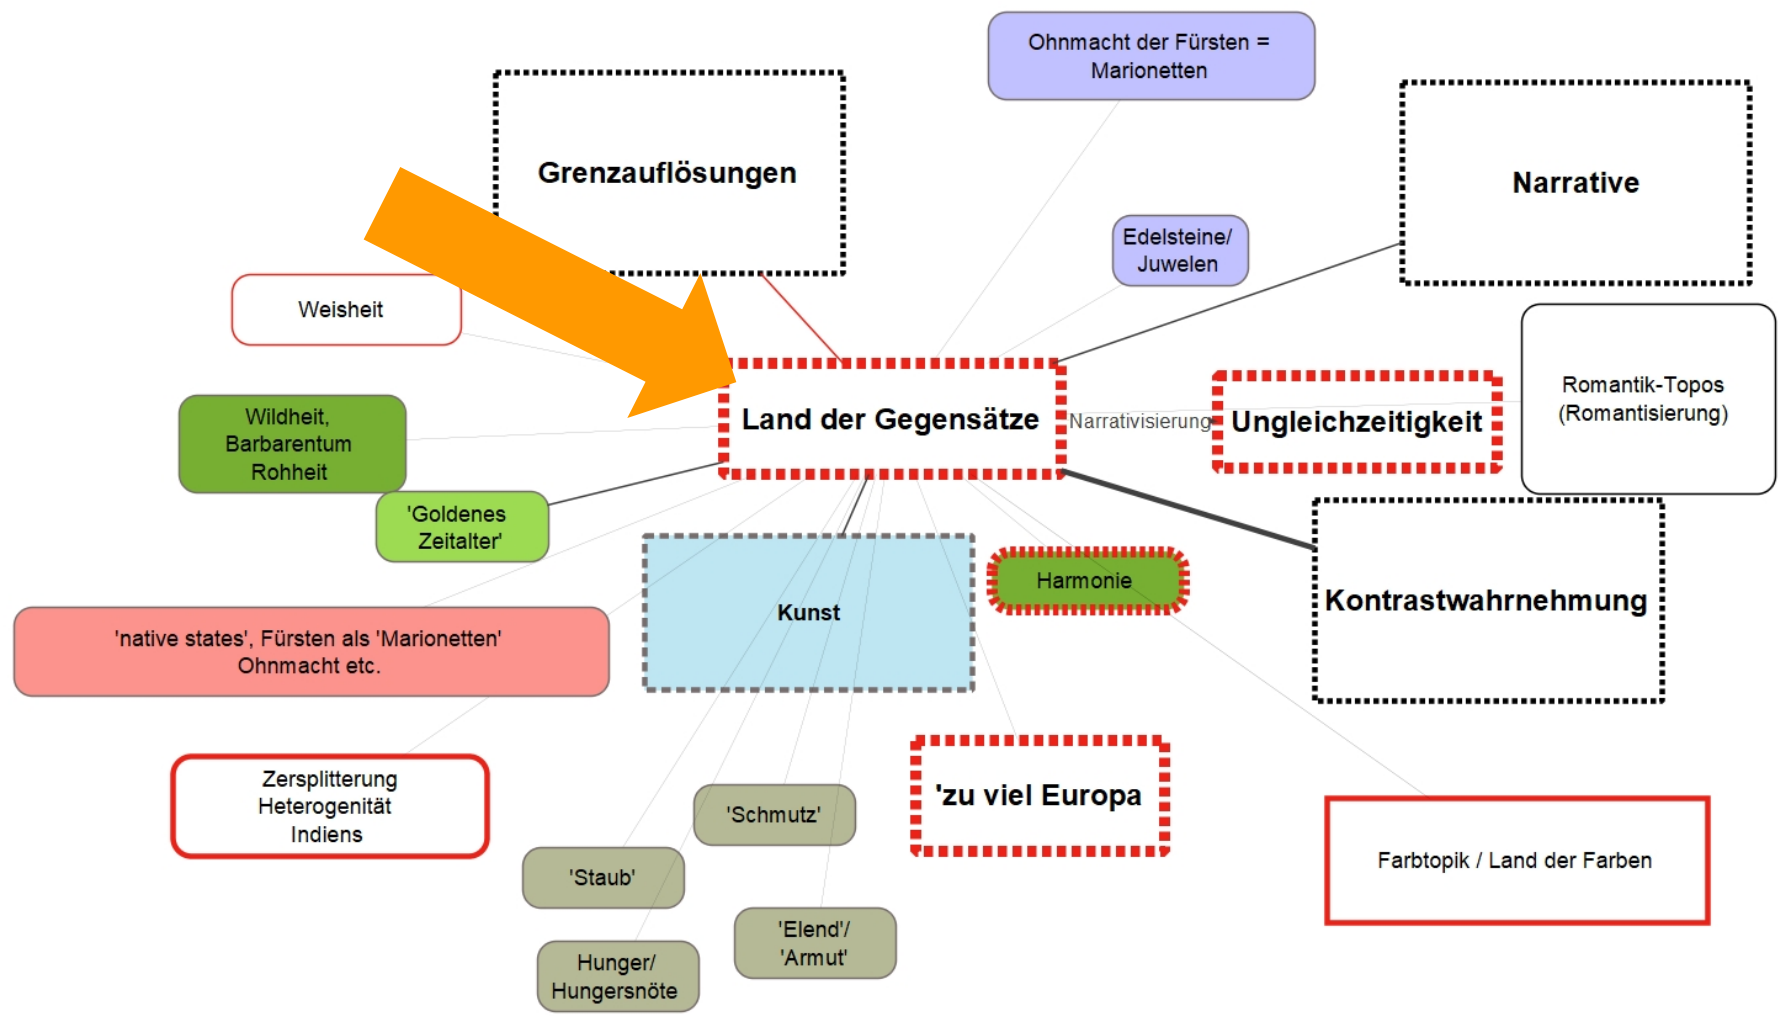 Ohnmacht der Fürsten =
Marionetten
Grenzauflösungen
Narrative
Edelsteine/
Juwelen
Weisheit
Romantik-Topos
(Romantisierung)
Land der Gegensätze
Narrativisierung
Ungleichzeitigkeit
Wildheit,
Barbarentum
Rohheit
'Goldenes
Zeitalter'
Kunst
Harmonie
Kontrastwahrnehmung
'native states', Fürsten als 'Marionetten'
Ohnmacht etc.
Zersplitterung
Heterogenität
Indiens
'Schmutz'
'zu viel Europa
'Staub'
Farbtopik / Land der Farben
'Elend'/
'Armut'
Hunger/
Hungersnöte